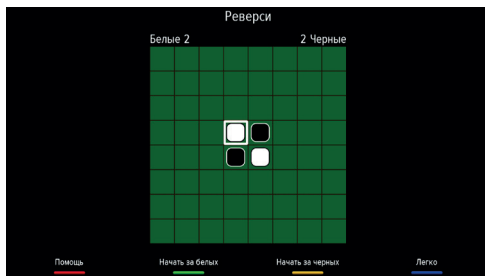 Реверси
Белые 2
2 Черные
Помощь
Начать за белых
Начать за черных
Легко